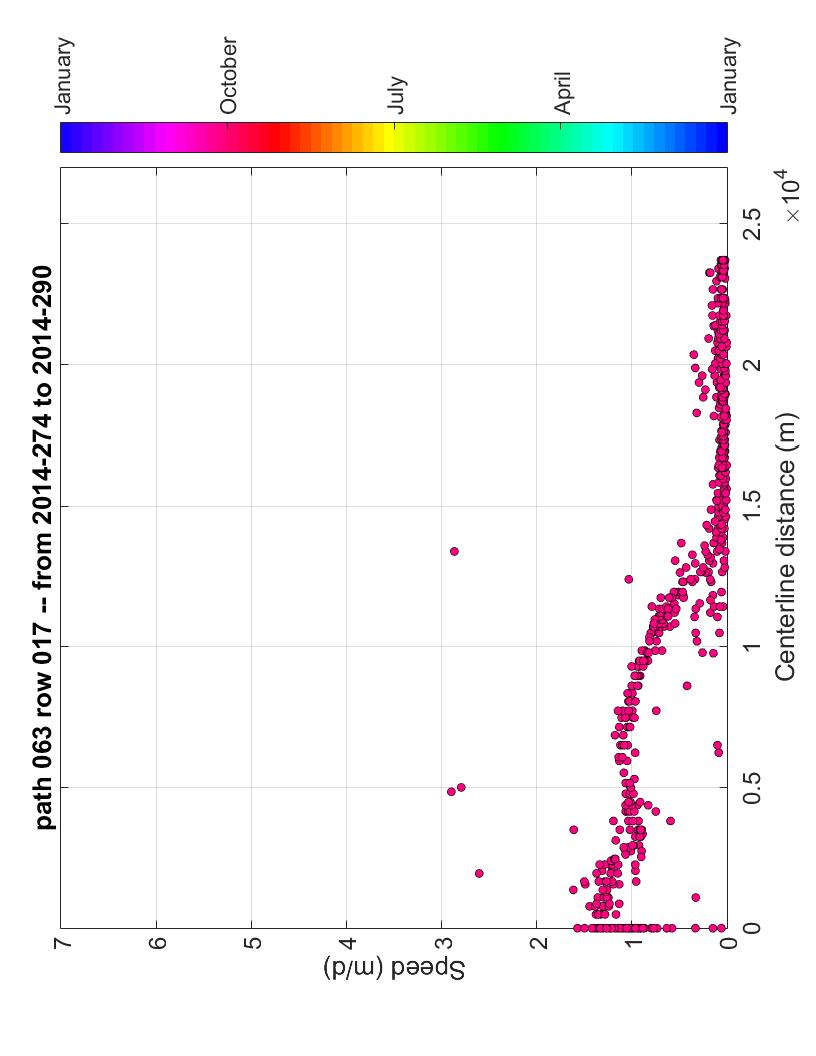 path 063 row 017 -- from 2014-274 to 2014-290
7
6
5
4
3
2
1
0
Speed (m/d)
0
0.5
1
1.5
2
2.5
×10^4
Centerline distance (m)
January
October
July
April
January